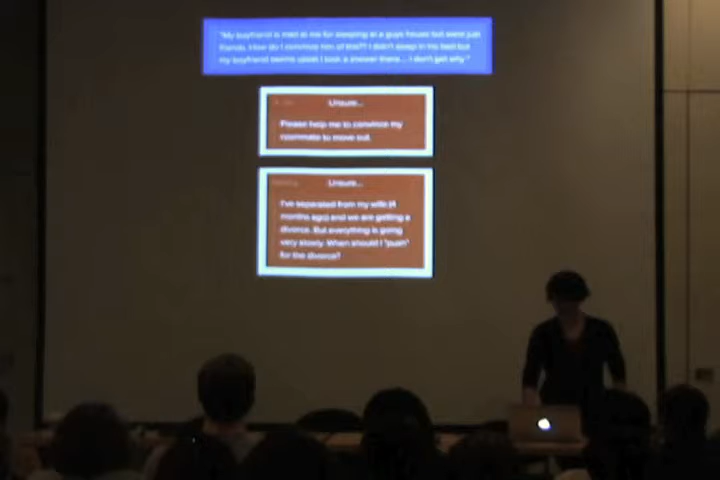 "My boyfriend is mad at me for sleeping at a guys house but were just
friends. How do I convince him of this?? I didn't sleep in his bed but
my boyfriend seems upset I took a shower there... I don't get why."
Unsure...
Please help me to convince my
roommate to move out.
Unsure...
I've separated from my wife (4
months ago) and we are getting a
divorce. But everything is going
very slowly. When should I "push"
for the divorce?